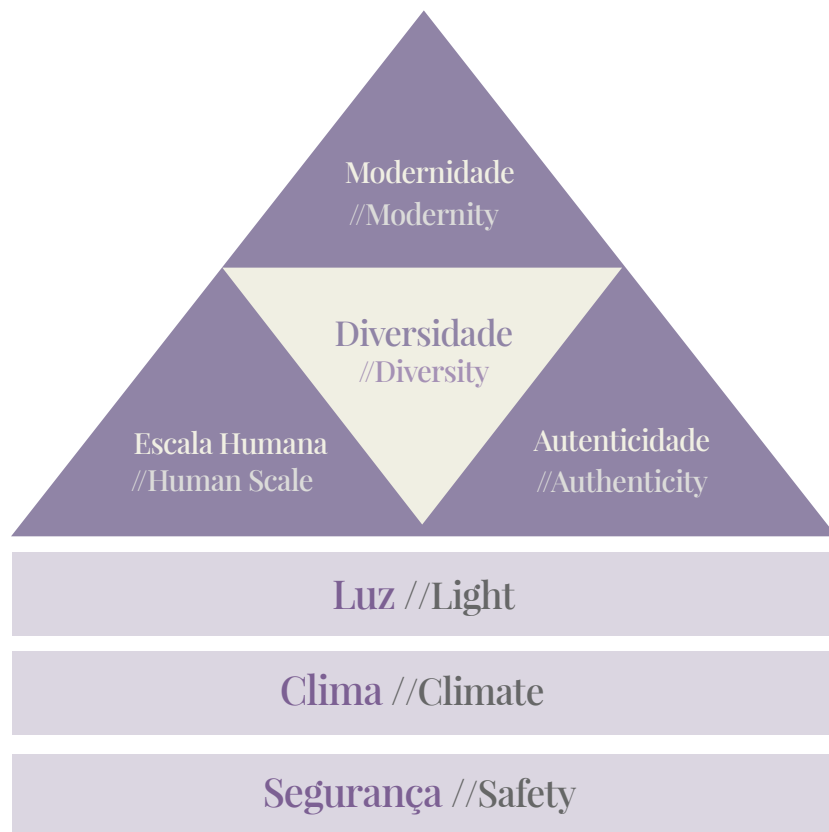 Modernidade
//Modernity
Diversidade
//Diversity
Escala Humana
//Human Scale
Autenticidade
//Authenticity
Luz //Light
Clima //Climate
Segurança //Safety